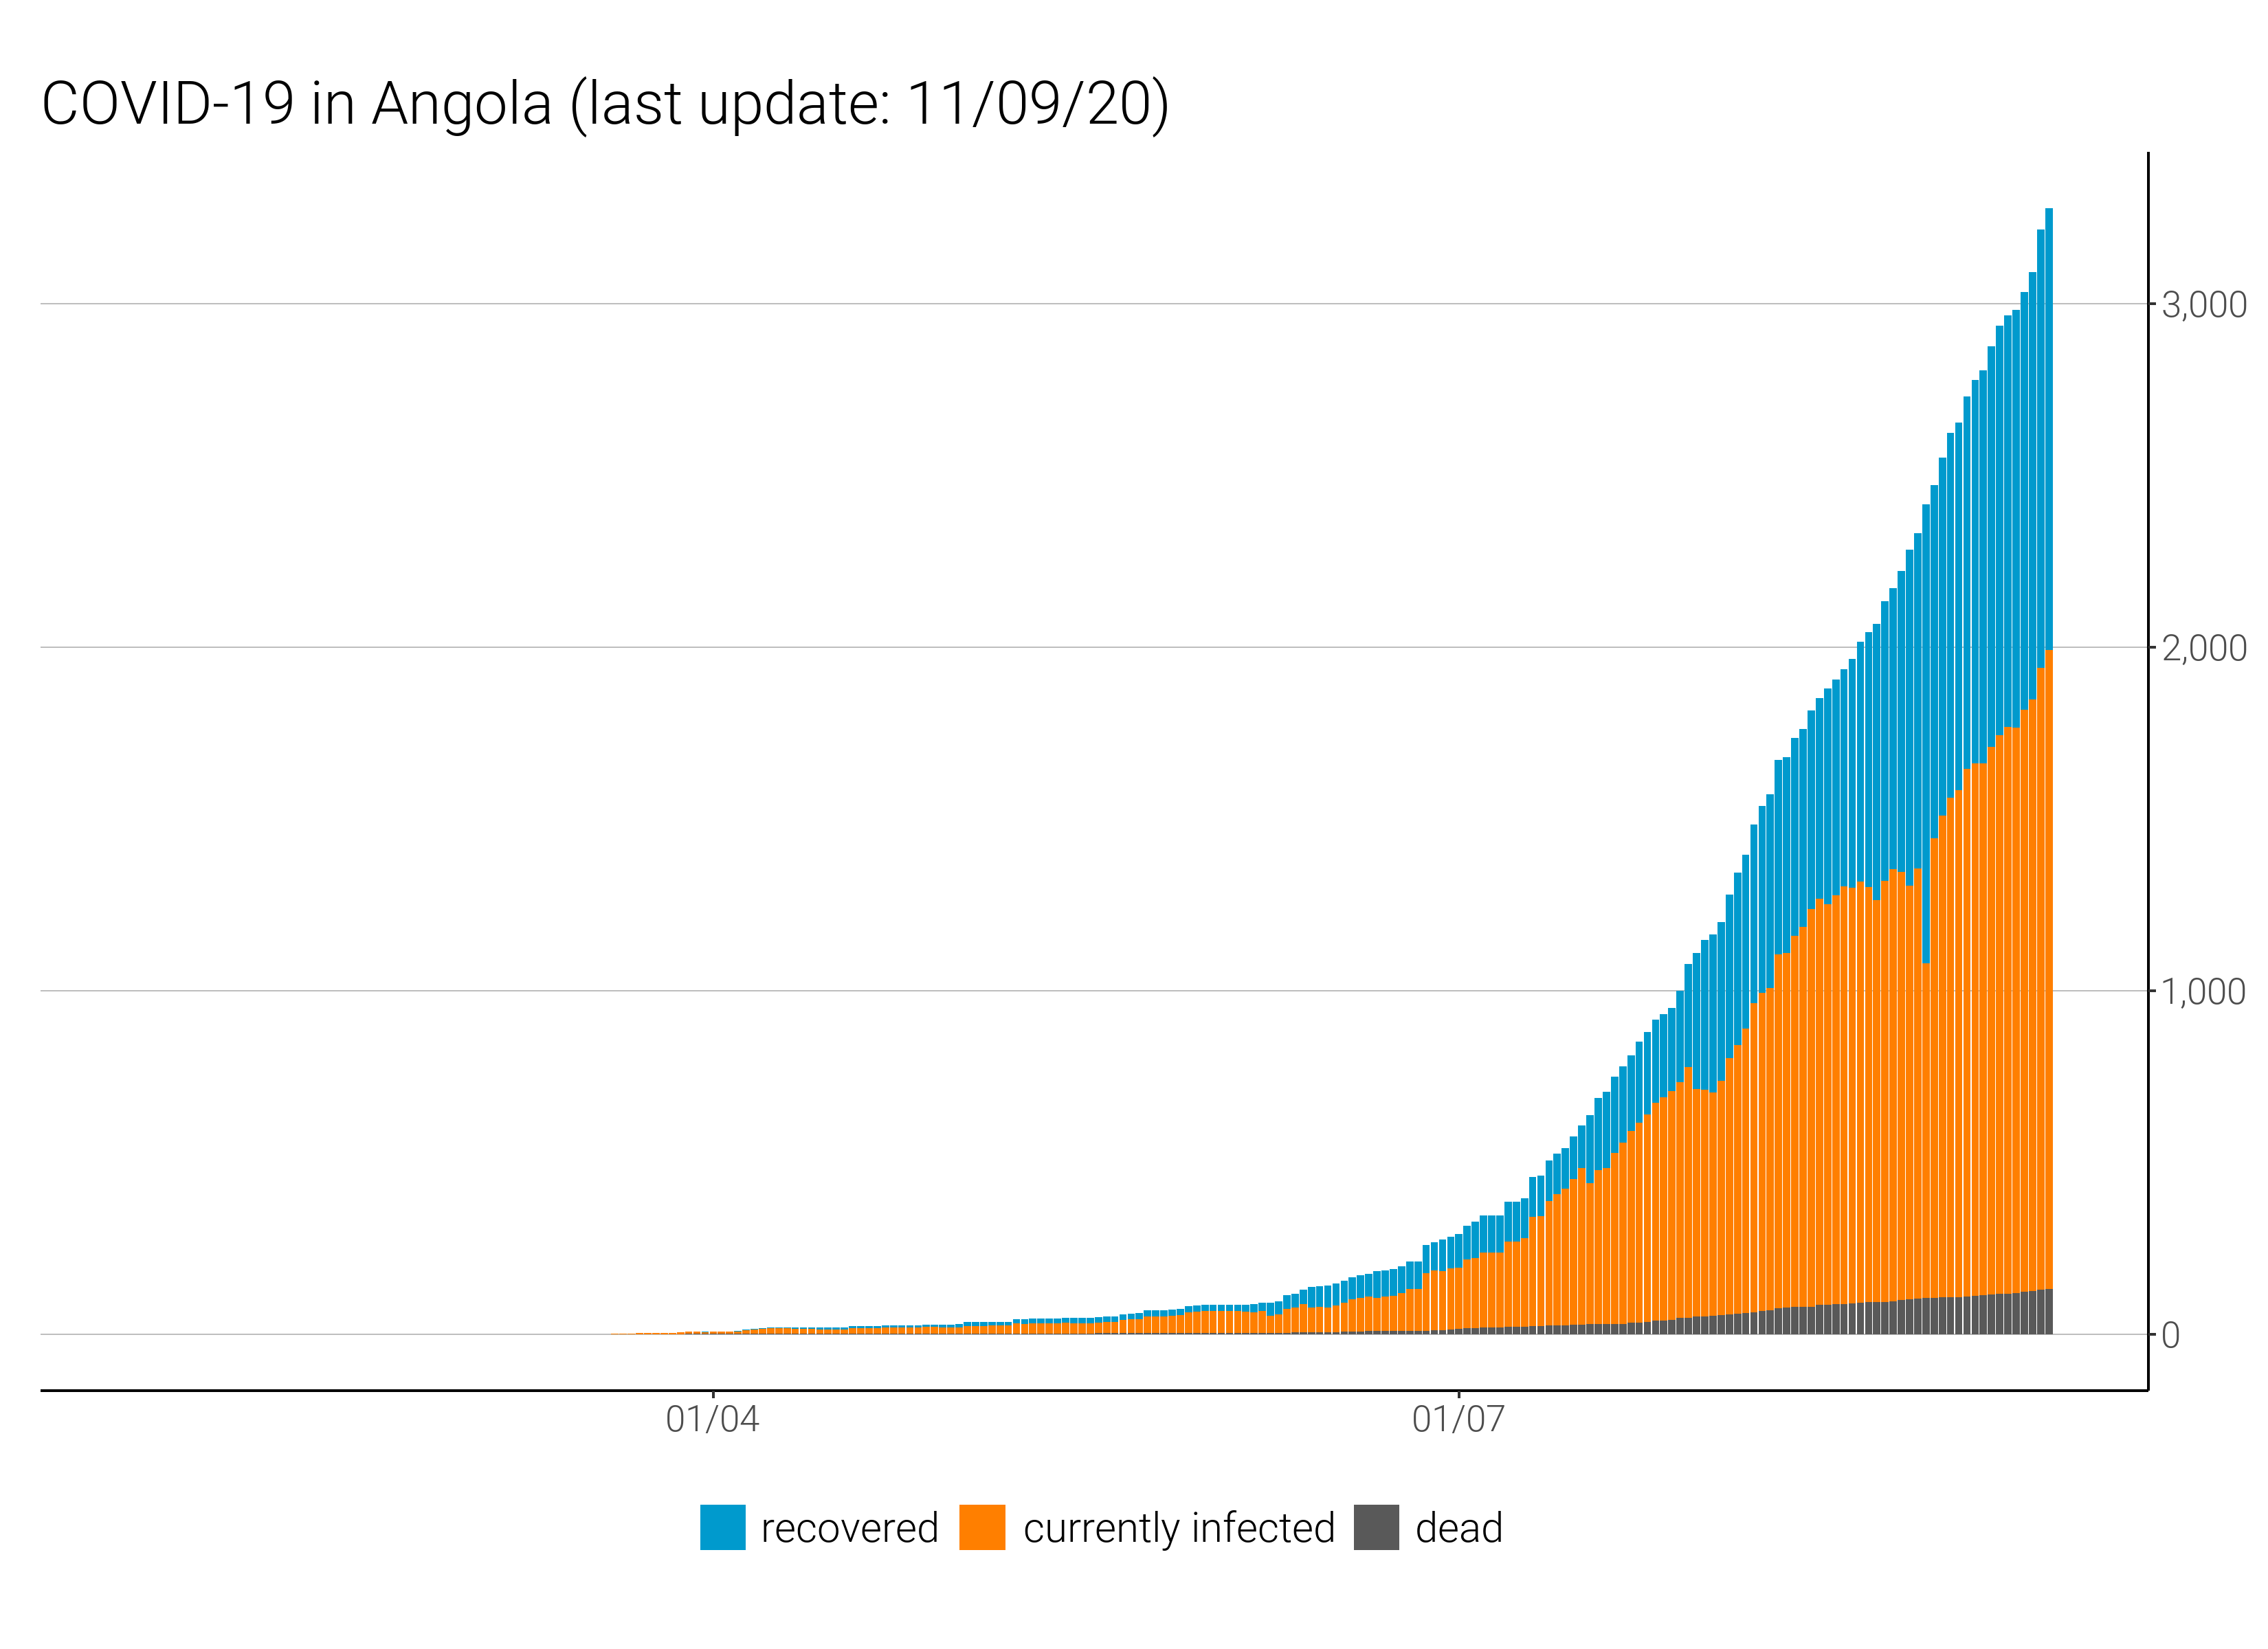 COVID-19 in Angola (last update: 11/09/20)
3,000
2,000
1,000
0
01/04 01/07
recovered currently infected dead